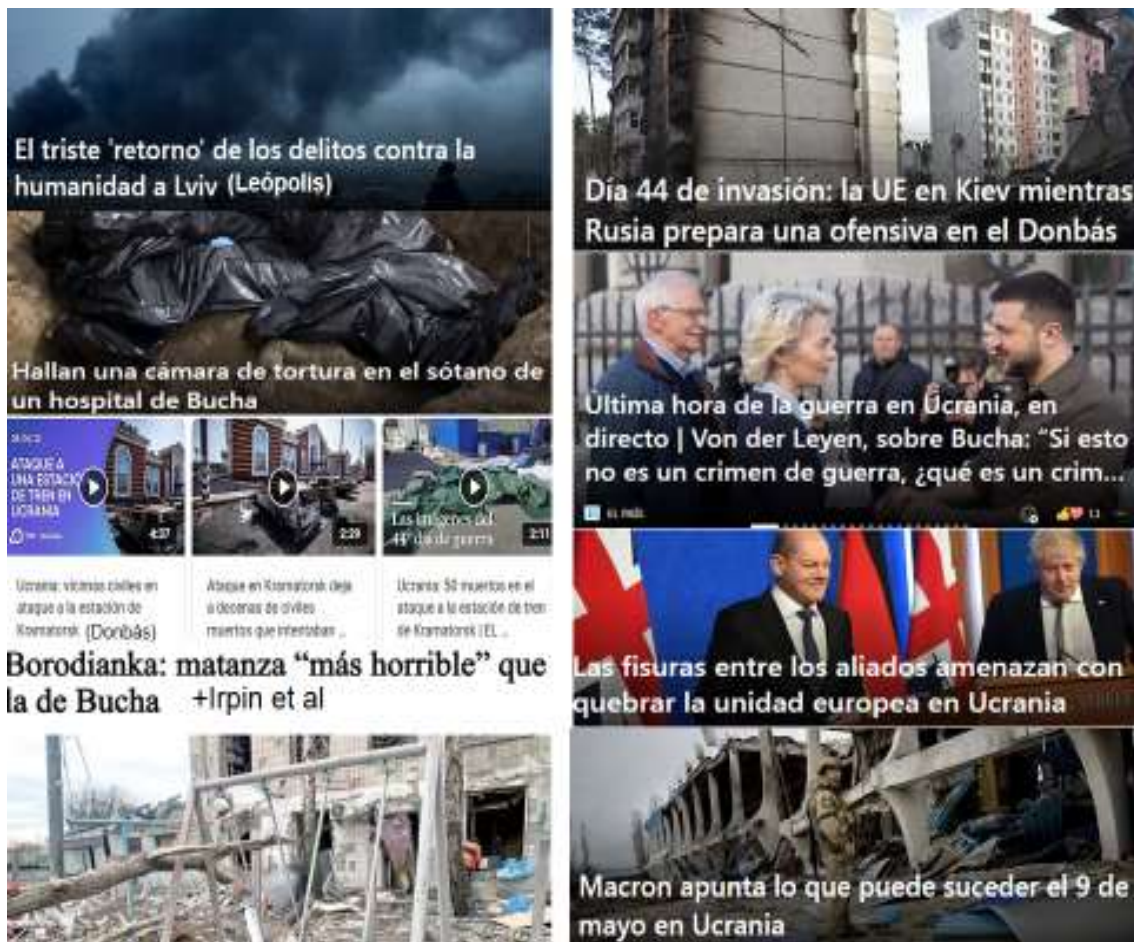 El triste 'retorno' de los delitos contra la
humanidad a Lviv (Leópolis)
Hallan una cámara de tortura en el sótano de
un hospital de Bucha
ATAQUE A
UNA ESTACIÓ
DE TREN EN
UCRANIA
4:37
2:29
Las imágenes del
44º día de guerra
2:11
Ucrania: víctimas civiles en
ataque a la estación de
Kramatorsk (Donbás)
Ataque en Kramatorsk deja
a decenas de civiles
muertos que intentaban ...
Ucrania: 50 muertos en el
ataque a la estación de tren
de Kramatorsk | EL ...
Borodianka: matanza “más horrible” que
la de Bucha +Irpin et al
Día 44 de invasión: la UE en Kiev mientras
Rusia prepara una ofensiva en el Donbás
Última hora de la guerra en Ucrania, en
directo | Von der Leyen, sobre Bucha: “Si esto
no es un crimen de guerra, ¿qué es un crim...
EL PAÍS
Las fisuras entre los aliados amenazan con
quebrar la unidad europea en Ucrania
Macron apunta lo que puede suceder el 9 de
mayo en Ucrania